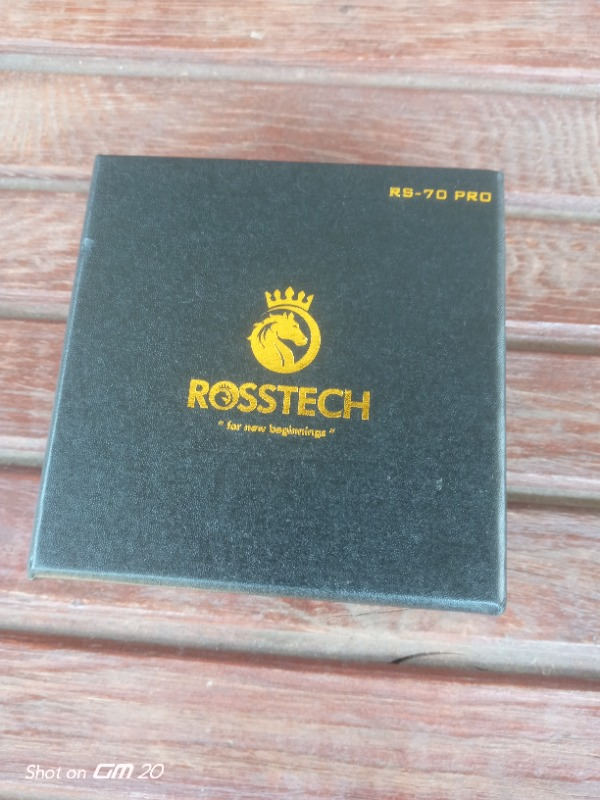 RS-70 PRO
ROSSTECH
" for new beginnings "
Shot on GM 20